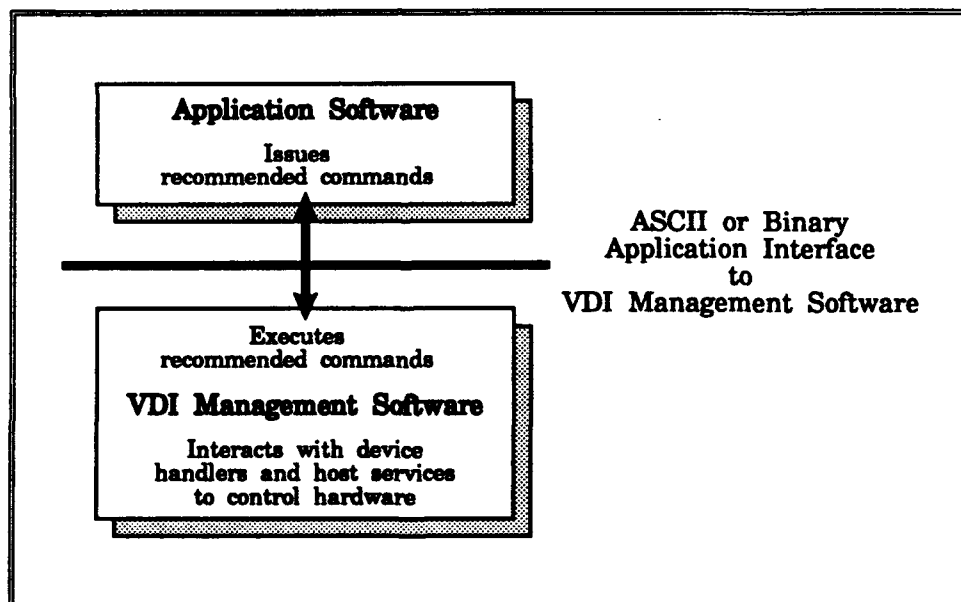 Application Software
Issues
recommended commands
ASCII or Binary
Application Interface
to
VDI Management Software
Executes
recommended commands
VDI Management Software
Interacts with device
handlers and host services
to control hardware